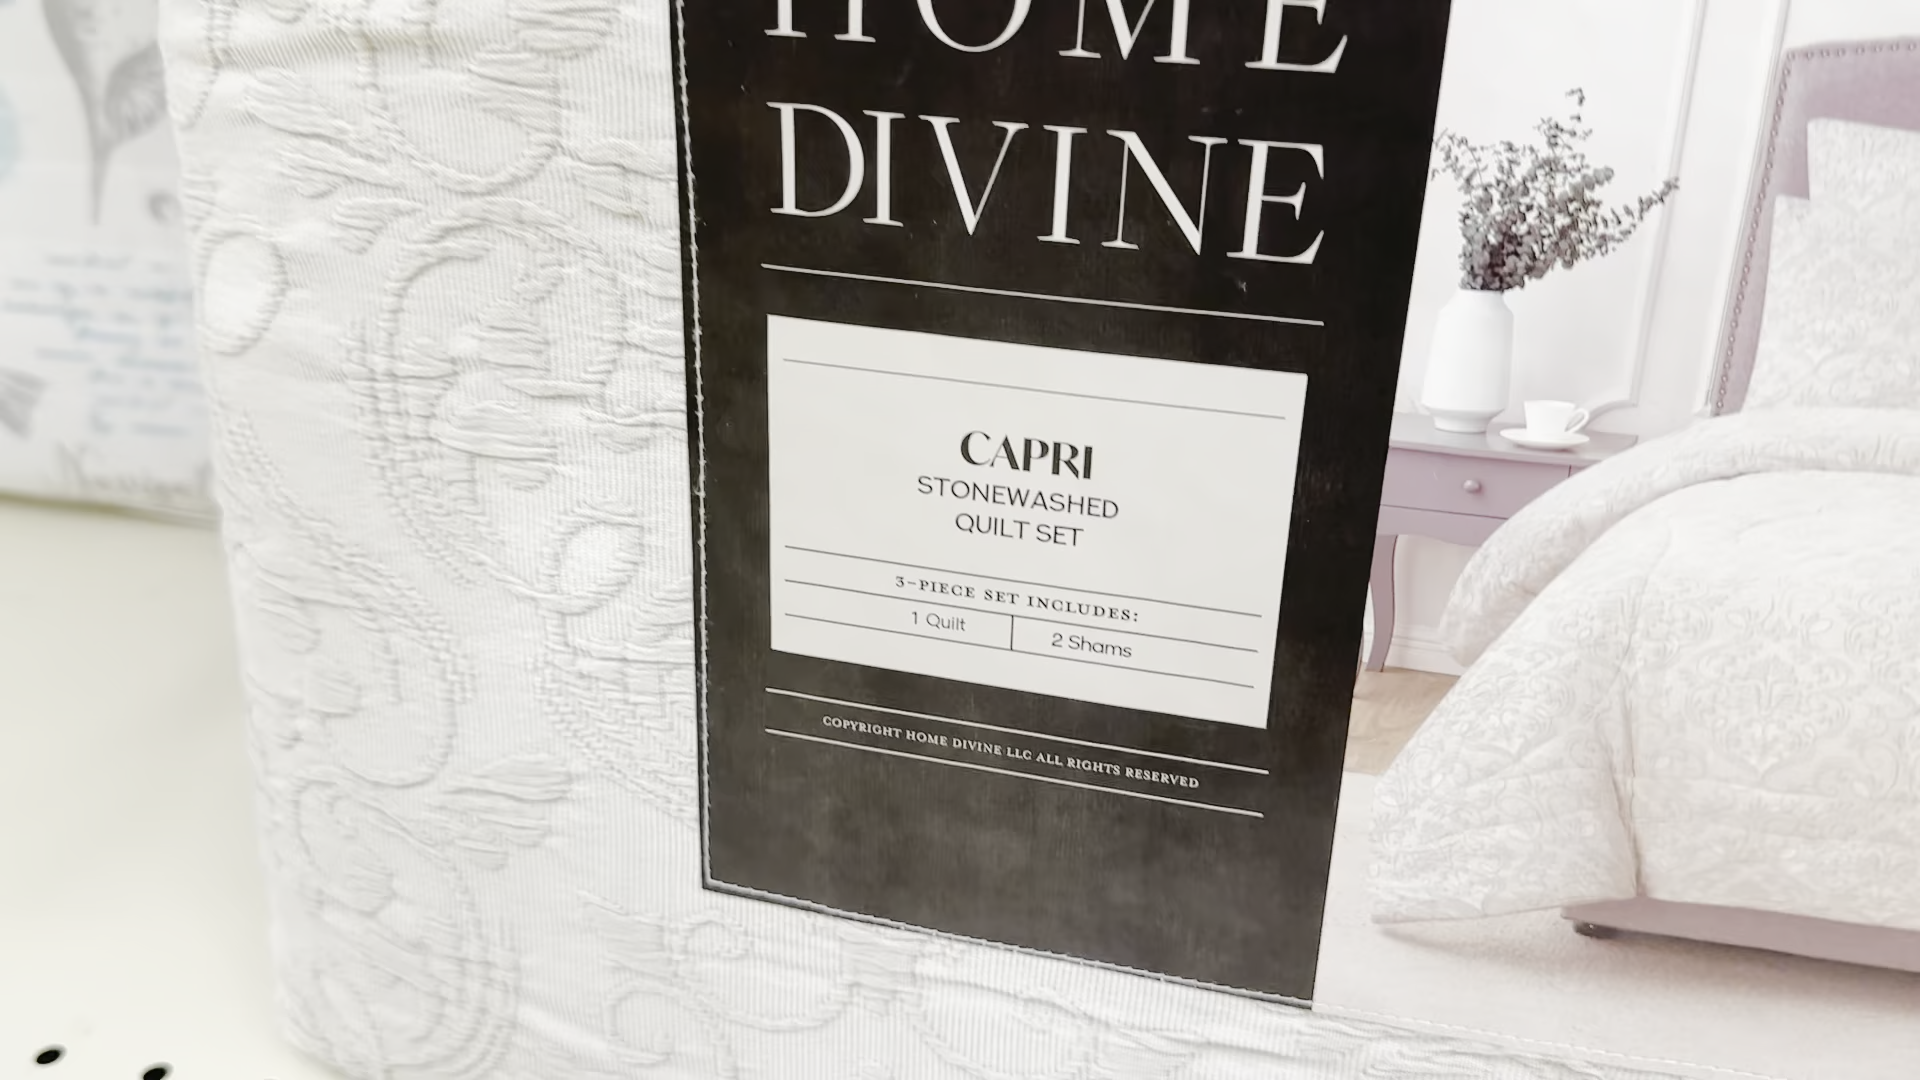 HOME
DIVINE
CAPRI
STONEWASHED
QUILT SET
3-PIECE SET INCLUDES:
1 Quilt
2 Shams
COPYRIGHT HOME DIVINE LLC ALL RIGHTS RESERVED